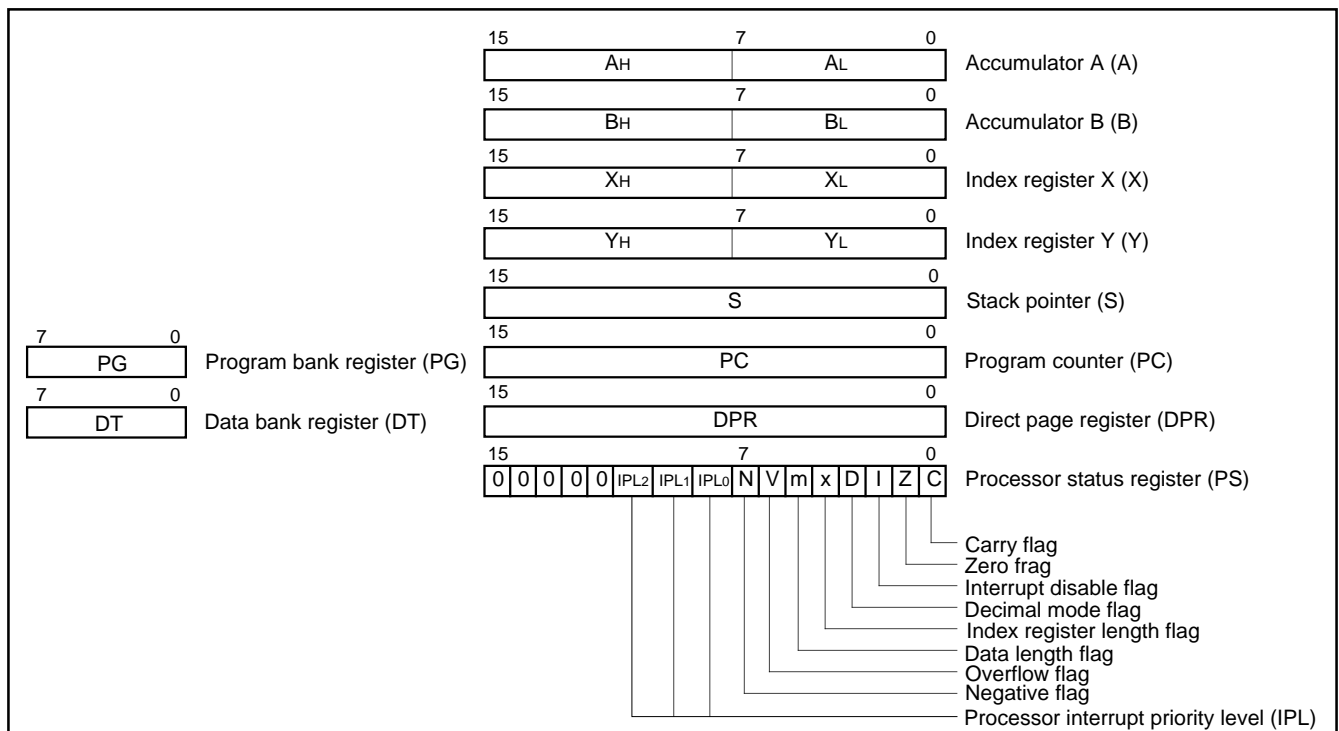 15 7 0
AH AL Accumulator A (A)
15 7 0
BH BL Accumulator B (B)
15 7 0
XH XL Index register X (X)
15 7 0
YH YL Index register Y (Y)
15 0
S Stack pointer (S)
7 0 15 0
PG Program bank register (PG) PC Program counter (PC)
7 0 15 0
DT Data bank register (DT) DPR Direct page register (DPR)
15 7 0
0 0 0 0 0 IPL2 IPL1 IPL0 N V m x D I Z C Processor status register (PS)
Carry flag
Zero frag
Interrupt disable flag
Decimal mode flag
Index register length flag
Data length flag
Overflow flag
Negative flag
Processor interrupt priority level (IPL)